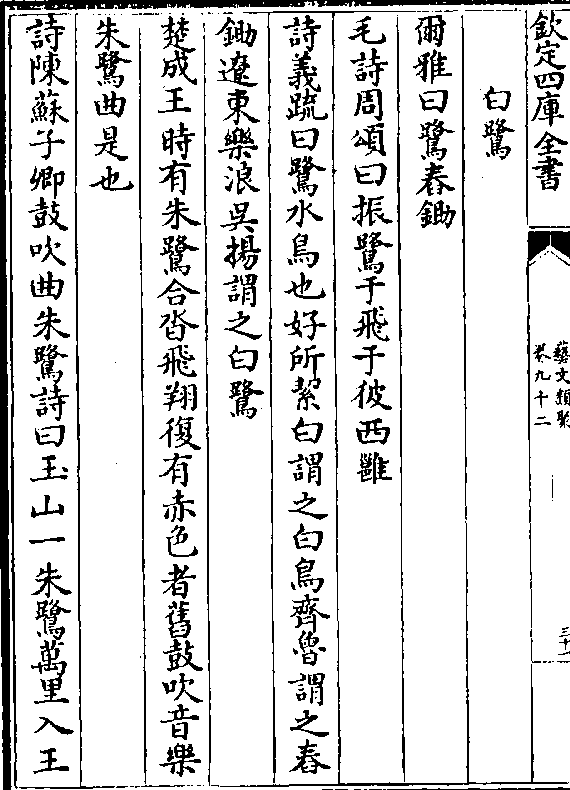 欽定四庫全書
藝文類聚
卷九十二
三十一
白鷺
爾雅曰鷺舂鋤
毛詩周頌曰振鷺于飛于彼西雝
詩義疏曰鷺水鳥也好所絜白謂之白鳥齊魯謂之舂
鋤遼東樂浪吳揚謂之白鷺
楚成王時有朱鷺合沓飛翔復有赤色者舊鼓吹音樂
朱鷺曲是也
詩陳蘇子卿鼓吹曲朱鷺詩曰玉山一朱鷺萬里入王